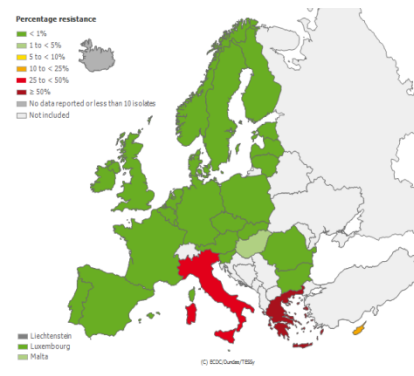 Percentage resistance
< 1%
1 to < 5%
5 to < 10%
10 to < 25%
25 to < 50%
≥ 50%
No data reported or less than 10 isolates
Not included
Liechtenstein
Luxembourg
Malta
(C) ECDC/Dundas/TESSy